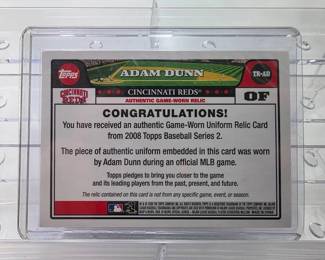 Topps
ADAM DUNN
TR-AD
CINCINNATI REDS
CINCINNATI REDS
AUTHENTIC GAME-WORN RELIC
OF
CONGRATULATIONS!
You have received an authentic Game-Worn Uniform Relic Card
from 2008 Topps Baseball Series 2.
The piece of authentic uniform embedded in this card was worn
by Adam Dunn during an official MLB game.
Topps pledges to bring you closer to the game
and its leading players from the past, present, and future.
The relic contained on this card is not from any specific game, event, or season.